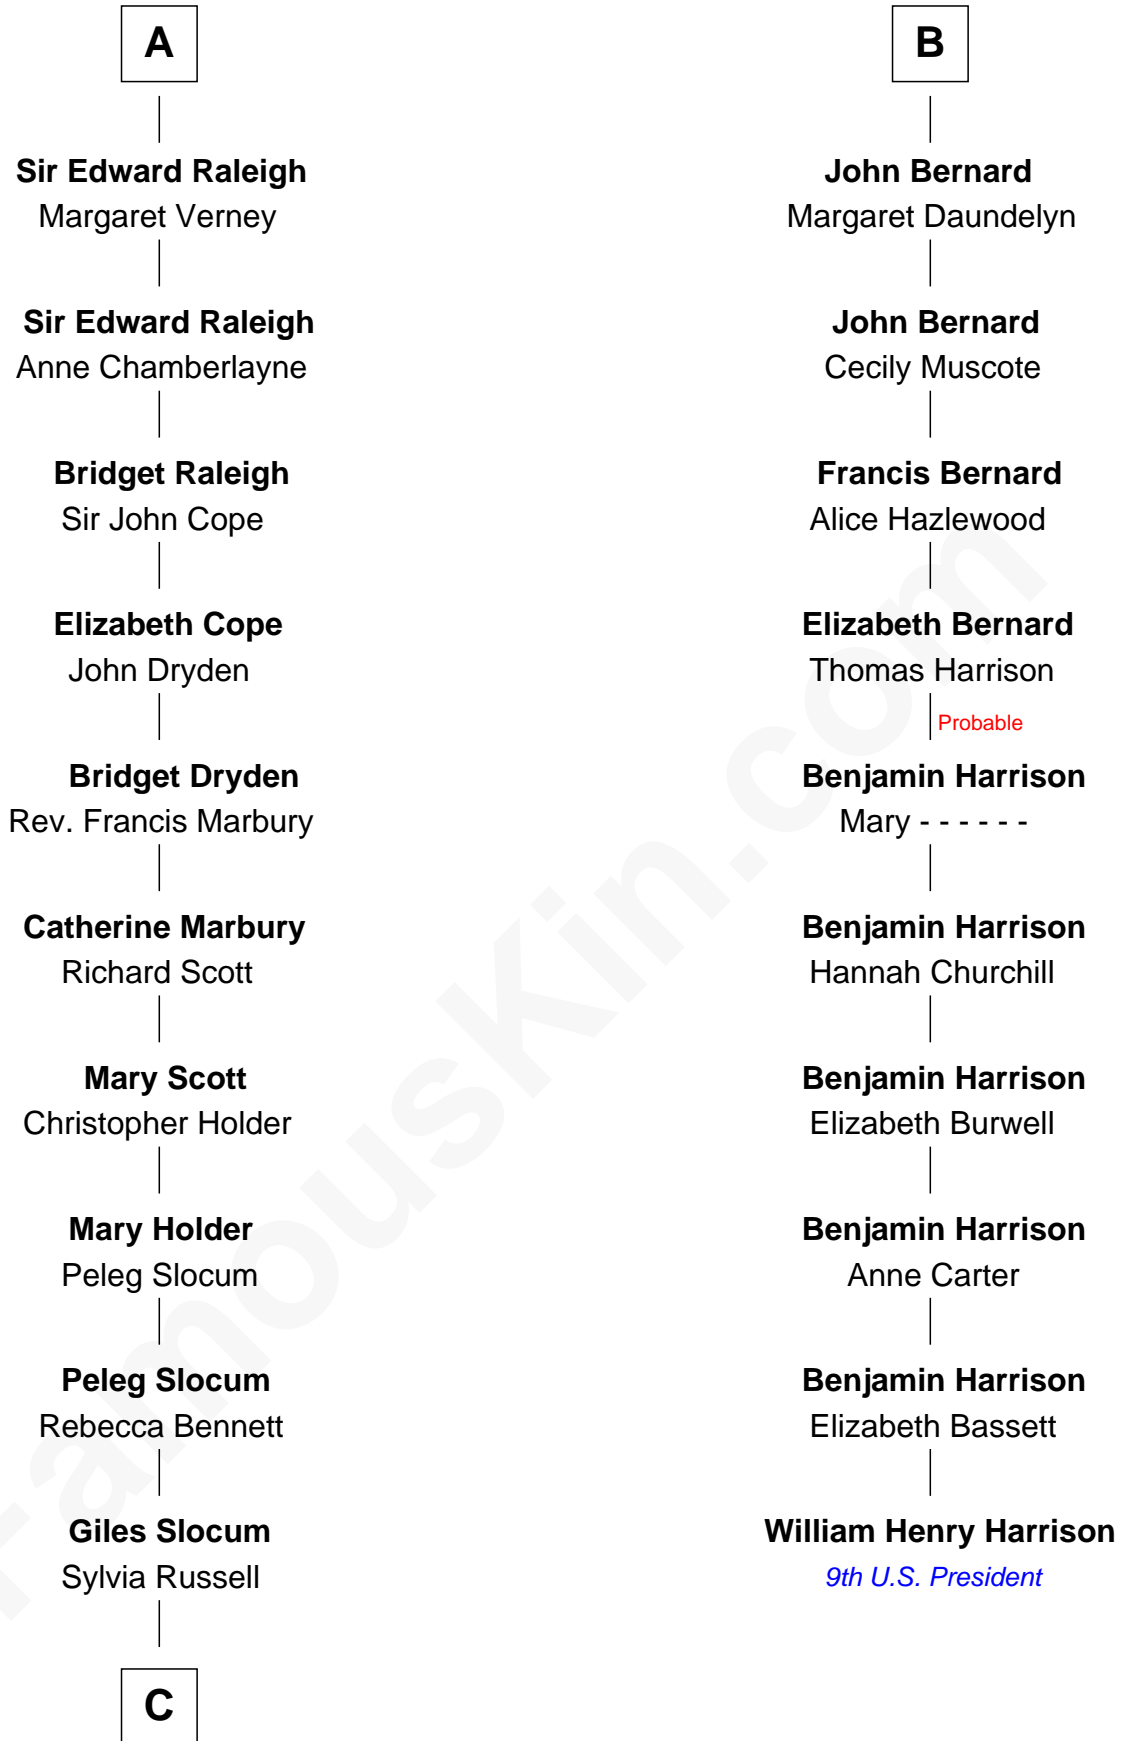 A
Sir Edward Raleigh
Margaret Verney
Sir Edward Raleigh
Anne Chamberlayne
Bridget Raleigh
Sir John Cope
Elizabeth Cope
John Dryden
Bridget Dryden
Rev. Francis Marbury
Catherine Marbury
Richard Scott
Mary Scott
Christopher Holder
Mary Holder
Peleg Slocum
Peleg Slocum
Rebecca Bennett
Giles Slocum
Sylvia Russell
C
B
John Bernard
Margaret Daundelyn
John Bernard
Cecily Muscote
Francis Bernard
Alice Hazlewood
Elizabeth Bernard
Thomas Harrison
Probable
Benjamin Harrison
Mary - - - - - -
Benjamin Harrison
Hannah Churchill
Benjamin Harrison
Elizabeth Burwell
Benjamin Harrison
Anne Carter
Benjamin Harrison
Elizabeth Bassett
William Henry Harrison
9th U.S. President
FamousKin.com